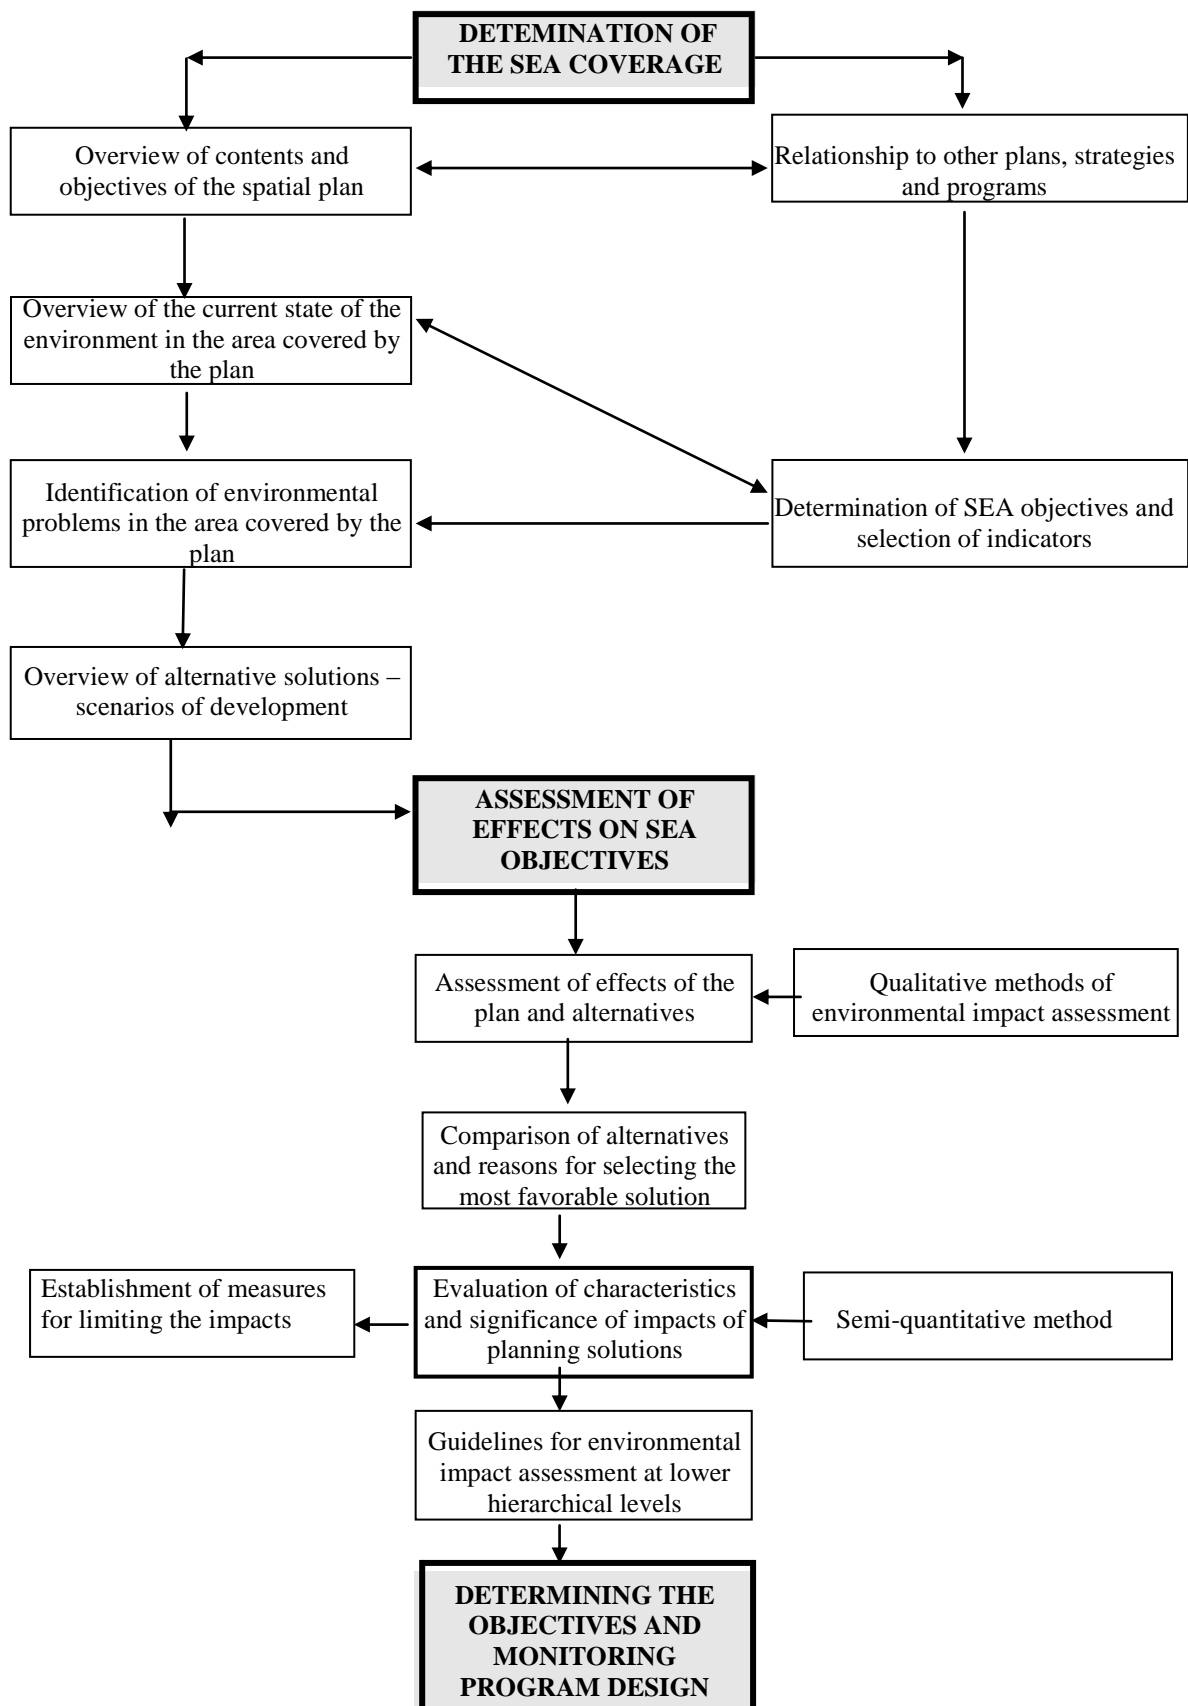 DETEMINATION OF
THE SEA COVERAGE
Overview of contents and
objectives of the spatial plan
Relationship to other plans, strategies
and programs
Overview of the current state of the
environment in the area covered by
the plan
Identification of environmental
problems in the area covered by the
plan
Determination of SEA objectives and
selection of indicators
Overview of alternative solutions –
scenarios of development
ASSESSMENT OF
EFFECTS ON SEA
OBJECTIVES
Assessment of effects of the
plan and alternatives
Qualitative methods of
environmental impact assessment
Comparison of alternatives
and reasons for selecting the
most favorable solution
Establishment of measures
for limiting the impacts
Evaluation of characteristics
and significance of impacts of
planning solutions
Semi-quantitative method
Guidelines for environmental
impact assessment at lower
hierarchical levels
DETERMINING THE
OBJECTIVES AND
MONITORING
PROGRAM DESIGN